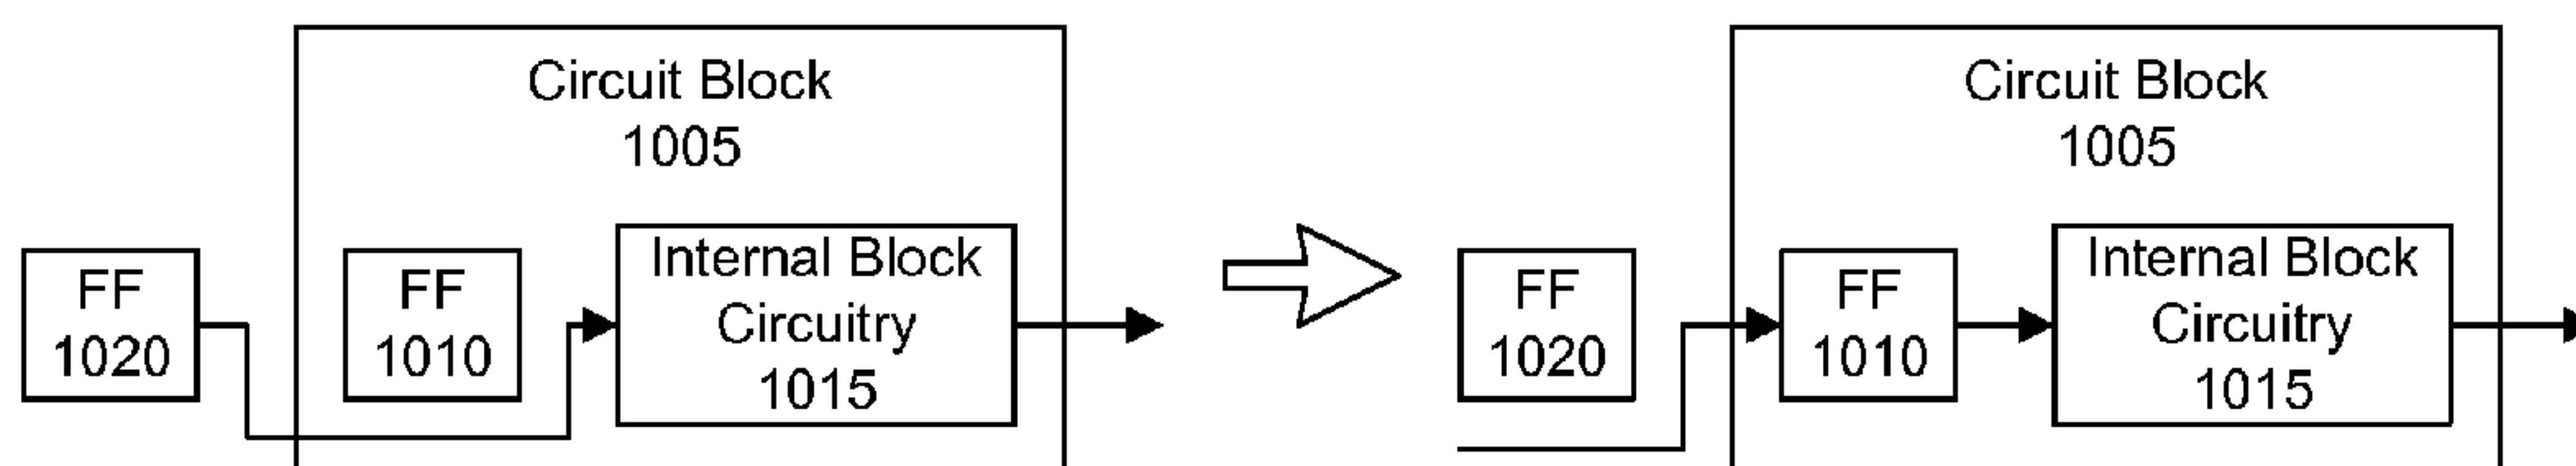 Circuit Block
1005
FF
1020
FF
1010
Internal Block
Circuitry
1015
Circuit Block
1005
FF
1020
FF
1010
Internal Block
Circuitry
1015